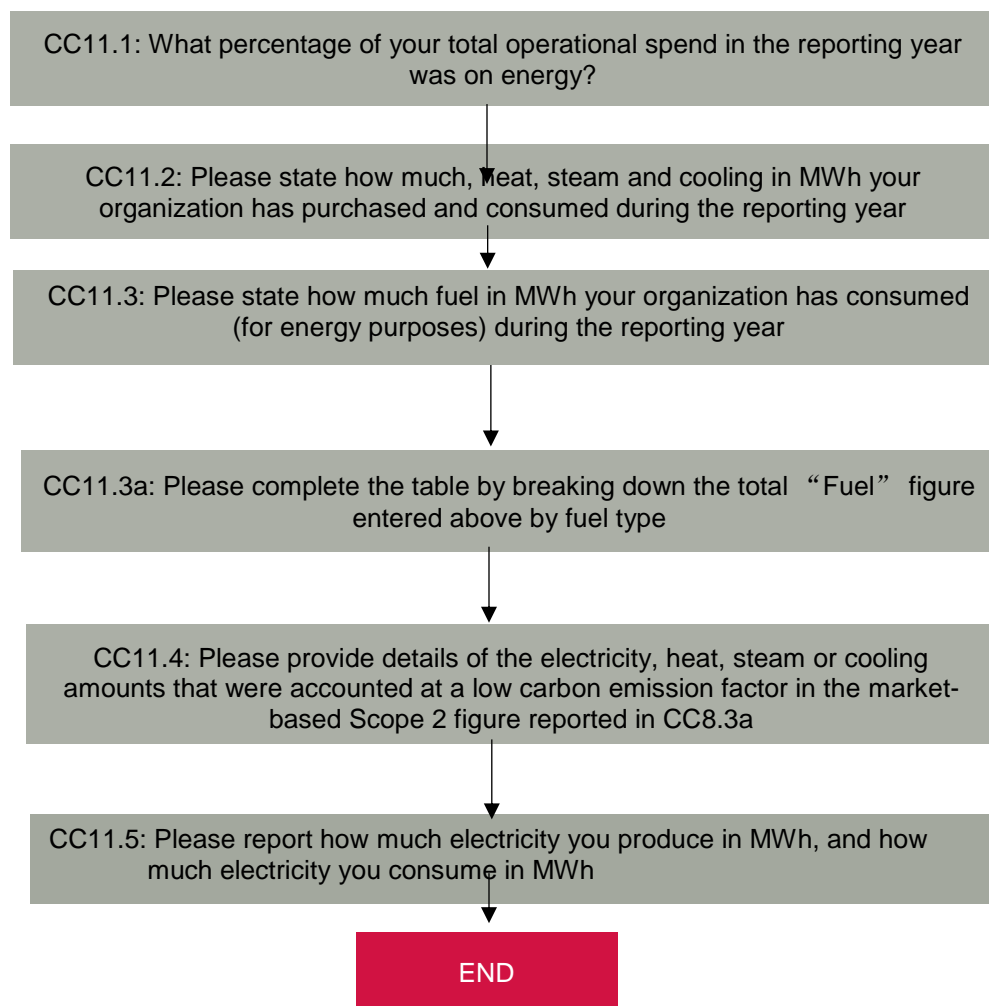 CC11.1: What percentage of your total operational spend in the reporting year
was on energy?
CC11.2: Please state how much, heat, steam and cooling in MWh your
organization has purchased and consumed during the reporting year
CC11.3: Please state how much fuel in MWh your organization has consumed
(for energy purposes) during the reporting year
CC11.3a: Please complete the table by breaking down the total “Fuel” figure
entered above by fuel type
CC11.4: Please provide details of the electricity, heat, steam or cooling
amounts that were accounted at a low carbon emission factor in the market-
based Scope 2 figure reported in CC8.3a
CC11.5: Please report how much electricity you produce in MWh, and how
much electricity you consume in MWh
END